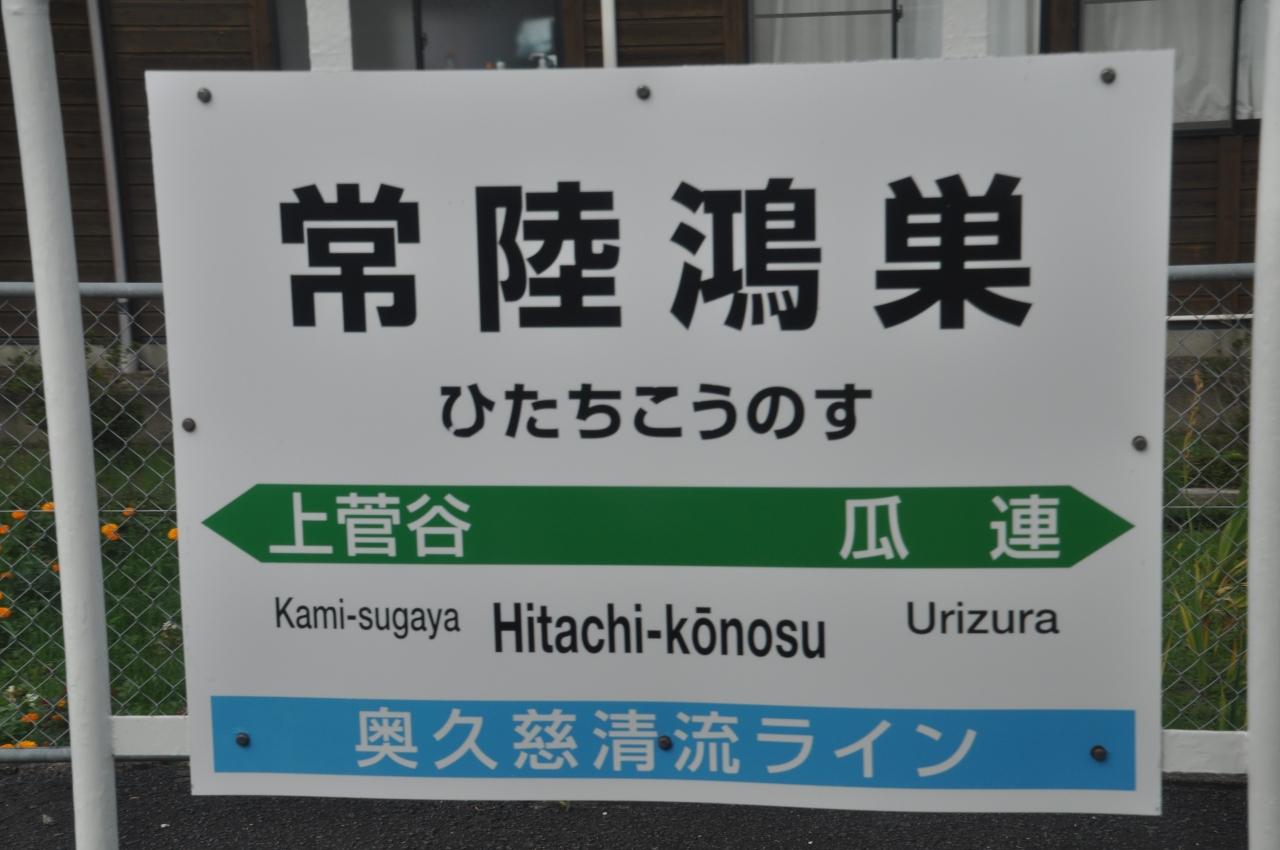 常陸鴻巣
ひたちこうのす
上菅谷 瓜連
Kami-sugaya Hitachi-kōnosu Urizura
奥久慈清流ライン